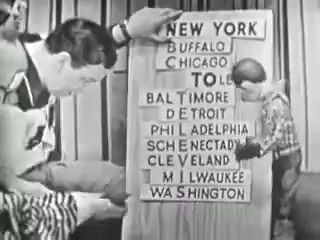 NEW YORK
BUFFALO
CHICAGO
TO
BALTIMORE
DETROIT
PHILADELPHIA
SCHENECTADY
CLEVELAND
MILWAUKEE
WASHINGTON